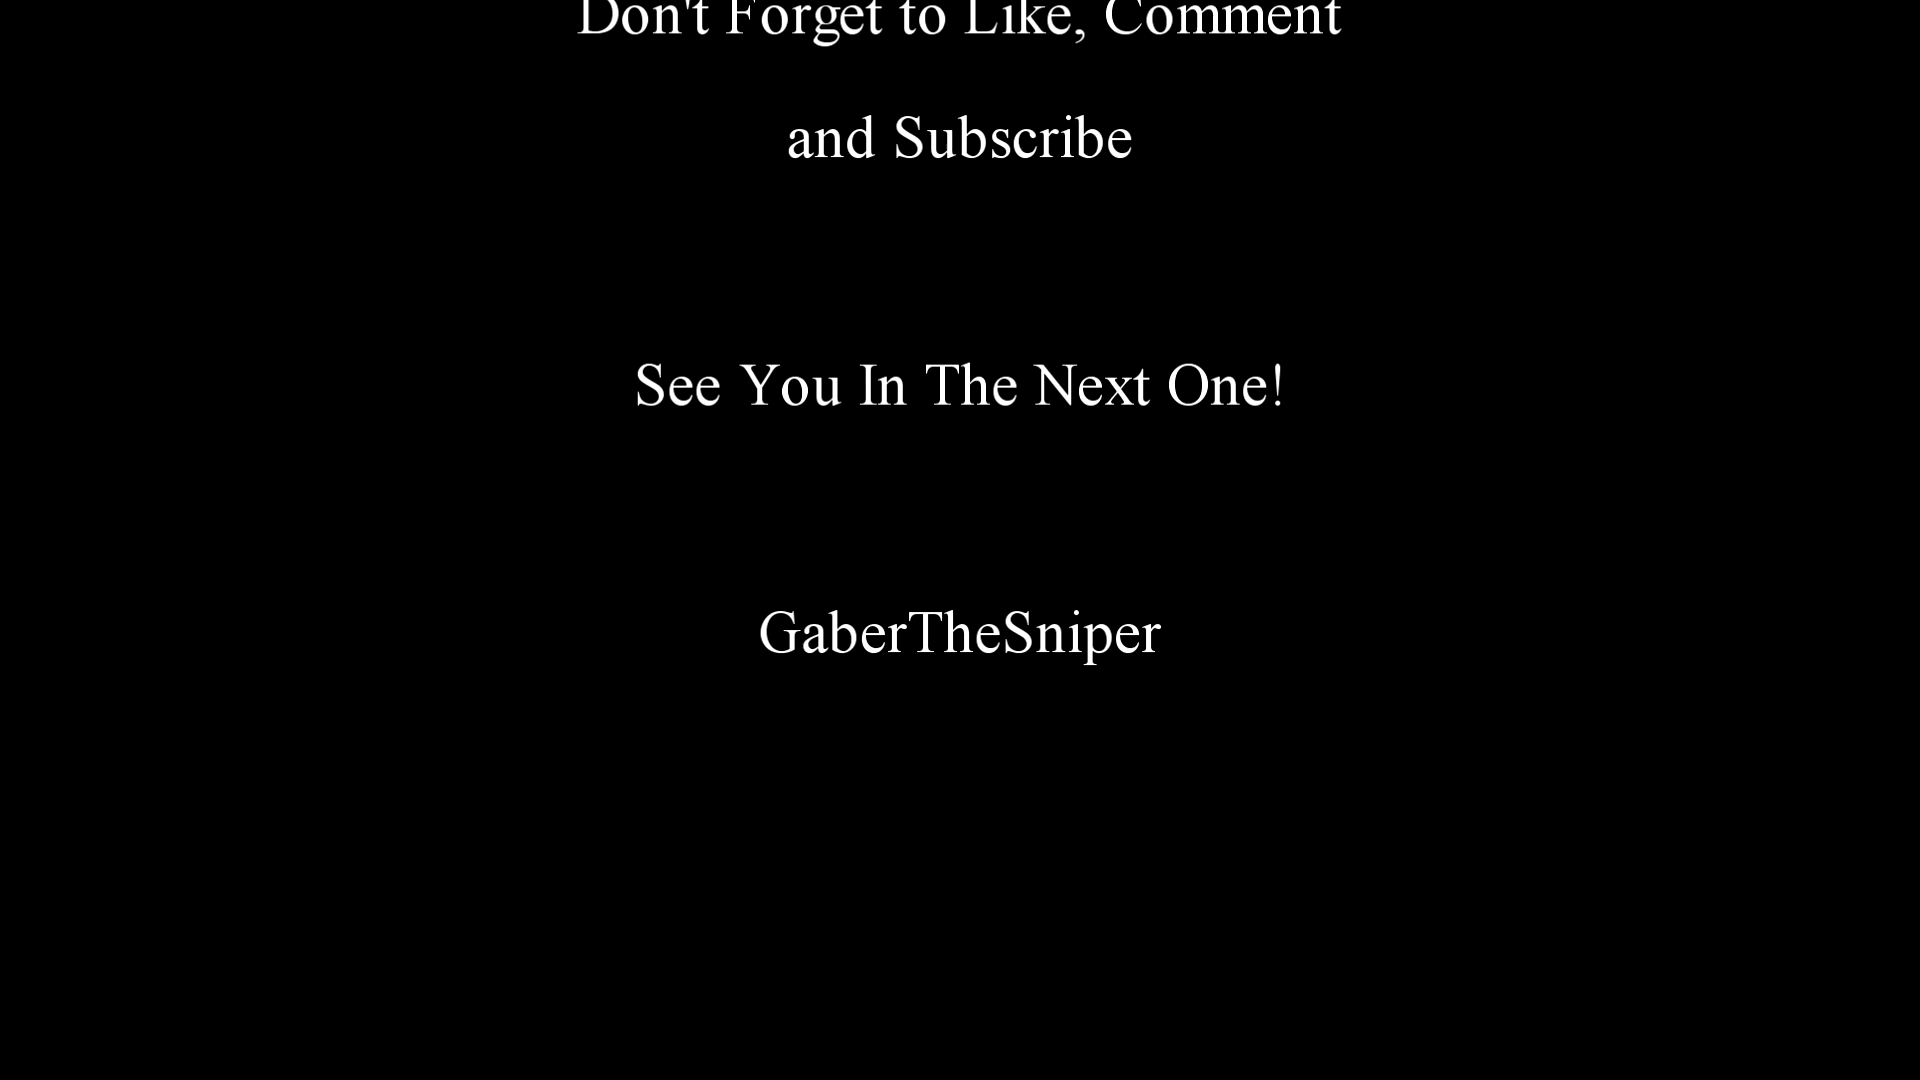 Don't Forget to Like, Comment
and Subscribe
See You In The Next One!
GaberTheSniper